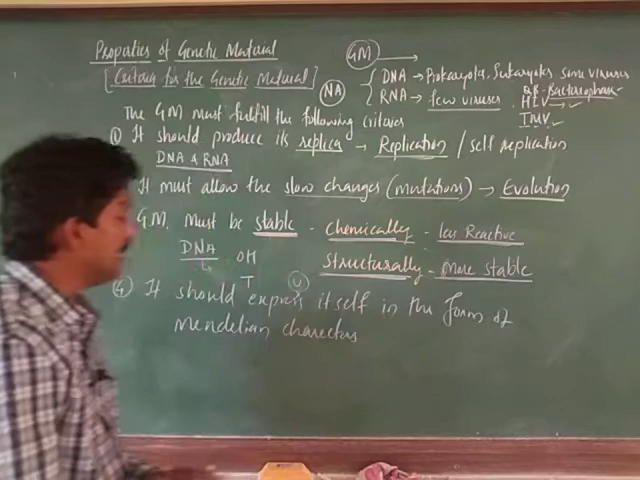 Properties of Genetic Material
[Criteria for the Genetic Material]
GM →
NA
DNA → Prokaryotes, Eukaryotes some viruses
RNA → few viruses
Qβ - Bacteriophage
HIV ✓
TMV ✓
The GM must fulfill the following Criteria
① It should produce its replica → Replication / self replication
DNA & RNA
It must allow the slow changes (mutations) → Evolution
GM must be stable - chemically - less Reactive
DNA OH structurally - more stable
T U
④ It should express itself in the form of
mendelian charecters